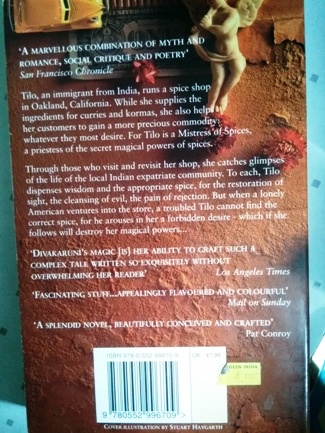 'A MARVELLOUS COMBINATION OF MYTH AND
ROMANCE, SOCIAL CRITIQUE AND POETRY'
San Francisco Chronicle
Tilo, an immigrant from India, runs a spice shop
in Oakland, California. While she supplies the
ingredients for curries and kormas, she also helps
her customers to gain a more precious commodity:
whatever they most desire. For Tilo is a Mistress of Spices,
a priestess of the secret magical powers of spices.
Through those who visit and revisit her shop, she catches glimpses
of the life of the local Indian expatriate community. To each, Tilo
dispenses wisdom and the appropriate spice, for the restoration of
sight, the cleansing of evil, the pain of rejection. But when a lonely
American ventures into the store, a troubled Tilo cannot find the
correct spice, for he arouses in her a forbidden desire - which if she
follows will destroy her magical powers...
'DIVAKARUNI'S MAGIC [IS] HER ABILITY TO CRAFT SUCH A
COMPLEX TALE WRITTEN SO EXQUISITELY WITHOUT
OVERWHELMING HER READER'
Los Angeles Times
'FASCINATING STUFF...APPEALINGLY FLAVOURED AND COLOURFUL'
Mail on Sunday
'A SPLENDID NOVEL, BEAUTIFULLY CONCEIVED AND CRAFTED'
Pat Conroy
ISBN 978-0-552-99670-9
UK £7.99
9 780552 996709 >
COVER ILLUSTRATION BY STUART HAYGARTH